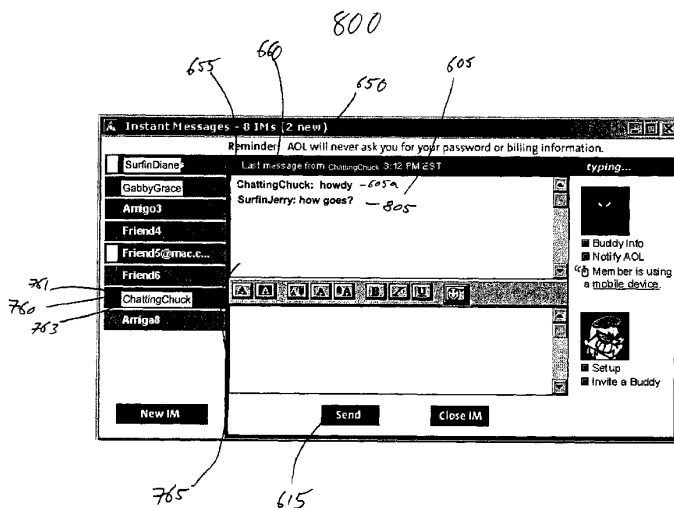 800
655
660
605
650
Instant Messages - 8 IMs (2 new)
Reminder: AOL will never ask you for your password or billing information.
SurfinDiane
Last message from ChattingChuck 3:12 PM EST
typing...
GabbyGrace
ChattingChuck: howdy
605a
Amigo3
SurfinJerry: how goes?
805
Friend4
Friend5@mac.c...
Buddy Info
Notify AOL
Friend6
Member is using
a mobile device.
761
760
763
ChattingChuck
Amiga8
Setup
Invite a Buddy
New IM
Send
Close IM
765
615